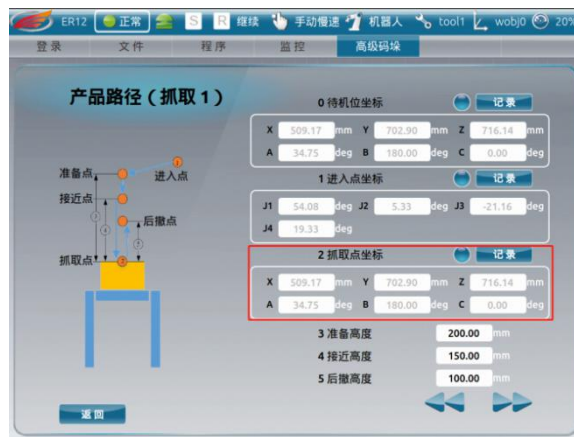 ER12 正常 S R 继续 手动慢速 机器人 tool1 wobj0 20%
登录 文件 程序 监控 高级码垛
产品路径（抓取1）
0 待机位坐标 记录
X 509.17 mm Y 702.90 mm Z 716.14 mm
A 34.75 deg B 180.00 deg C 0.00 deg
1 进入点坐标 记录
J1 54.08 deg J2 5.33 deg J3 -21.16 deg
J4 19.33 deg
2 抓取点坐标 记录
X 509.17 mm Y 702.90 mm Z 716.14 mm
A 34.75 deg B 180.00 deg C 0.00 deg
3 准备高度 200.00 mm
4 接近高度 150.00 mm
5 后撤高度 100.00 mm
准备点
进入点
接近点
后撤点
抓取点
返回